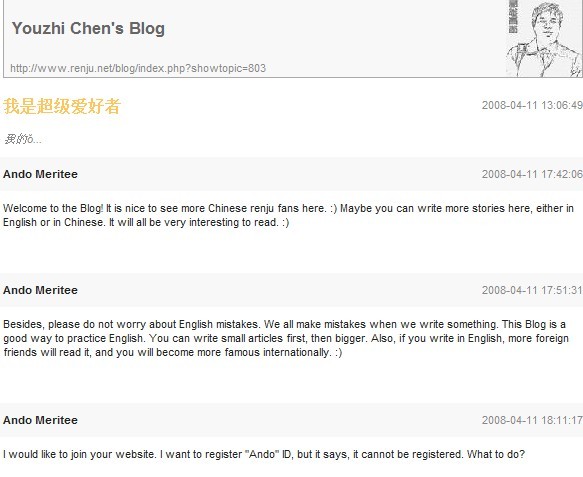 Youzhi Chen's Blog
http://www.renju.net/blog/index.php?showtopic=803
我是超级爱好者
2008-04-11 13:06:49
我的ò...
Ando Meritee
2008-04-11 17:42:06
Welcome to the Blog! It is nice to see more Chinese renju fans here. :) Maybe you can write more stories here, either in
English or in Chinese. It will all be very interesting to read. :)
Ando Meritee
2008-04-11 17:51:31
Besides, please do not worry about English mistakes. We all make mistakes when we write something. This Blog is a
good way to practice English. You can write small articles first, then bigger. Also, if you write in English, more foreign
friends will read it, and you will become more famous internationally. :)
Ando Meritee
2008-04-11 18:11:17
I would like to join your website. I want to register "Ando" ID, but it says, it cannot be registered. What to do?